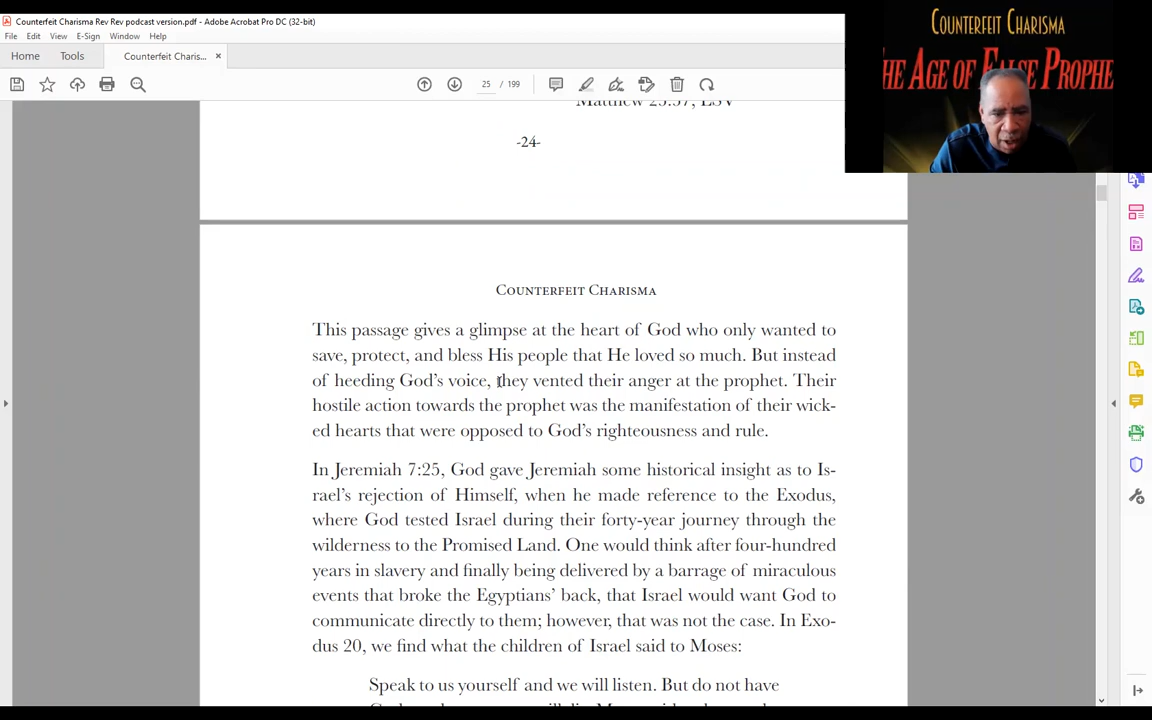 Counterfeit Charisma Rev Rev podcast version.pdf - Adobe Acrobat Pro DC (32-bit)
File Edit View E-Sign Window Help
Home Tools Counterfeit Charis... ×
25 / 199
COUNTERFEIT CHARISMA
THE AGE OF FALSE PROPHE
Matthew 23:37, ESV
-24-
COUNTERFEIT CHARISMA
This passage gives a glimpse at the heart of God who only wanted to
save, protect, and bless His people that He loved so much. But instead
of heeding God's voice, they vented their anger at the prophet. Their
hostile action towards the prophet was the manifestation of their wick-
ed hearts that were opposed to God's righteousness and rule.
In Jeremiah 7:25, God gave Jeremiah some historical insight as to Is-
rael's rejection of Himself, when he made reference to the Exodus,
where God tested Israel during their forty-year journey through the
wilderness to the Promised Land. One would think after four-hundred
years in slavery and finally being delivered by a barrage of miraculous
events that broke the Egyptians' back, that Israel would want God to
communicate directly to them; however, that was not the case. In Exo-
dus 20, we find what the children of Israel said to Moses:
Speak to us yourself and we will listen. But do not have